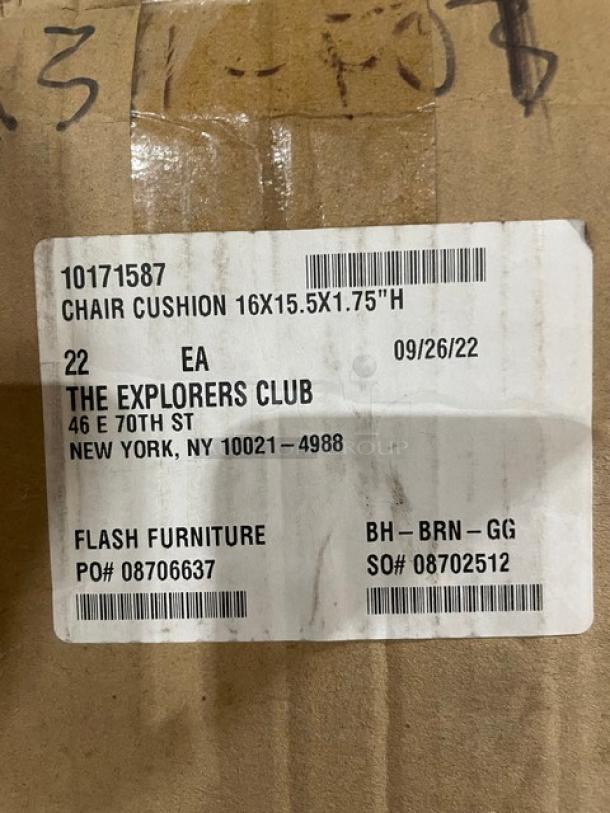 10171587
CHAIR CUSHION 16X15.5X1.75"H
22 EA 09/26/22
THE EXPLORERS CLUB
46 E 70TH ST
NEW YORK, NY 10021-4988
FLASH FURNITURE BH-BRN-GG
PO# 08706637 SO# 08702512